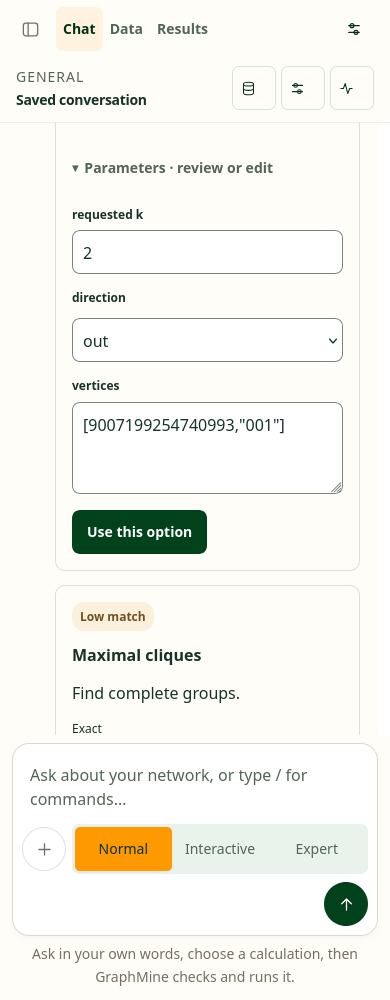 Chat Data Results
GENERAL
Saved conversation
▾ Parameters · review or edit
requested k
2
direction
out
vertices
[9007199254740993,"001"]
Use this option
Low match
Maximal cliques
Find complete groups.
Exact
Ask about your network, or type / for
commands...
Normal Interactive Expert
Ask in your own words, choose a calculation, then
GraphMine checks and runs it.